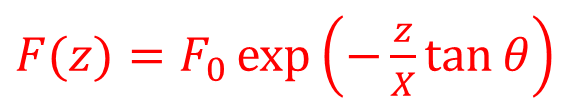 F(z) = F₀ exp(−z/X tan θ)